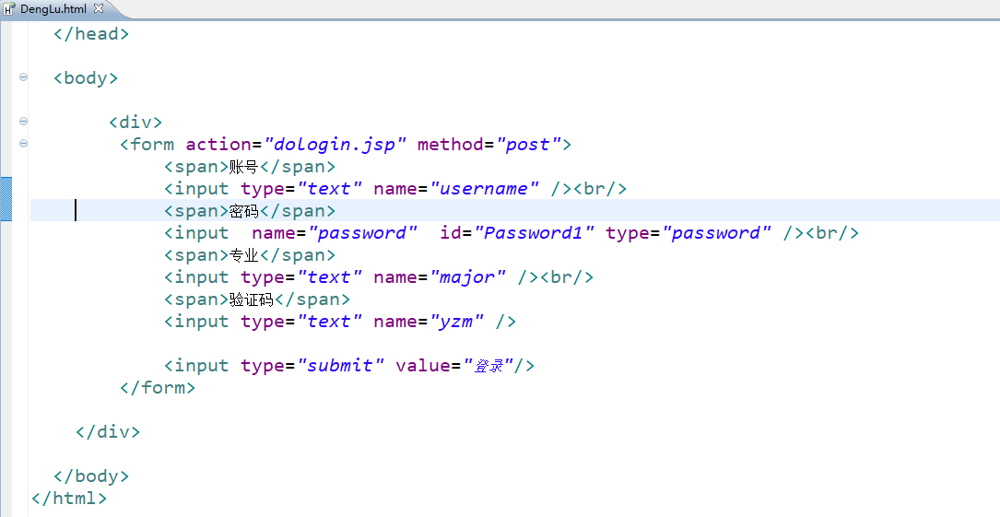 DengLu.html
</head>
<body>
<div>
<form action="dologin.jsp" method="post">
<span>账号</span>
<input type="text" name="username" /><br/>
<span>密码</span>
<input  name="password"  id="Password1" type="password" /><br/>
<span>专业</span>
<input type="text" name="major" /><br/>
<span>验证码</span>
<input type="text" name="yzm" />
<input type="submit" value="登录"/>
</form>
</div>
</body>
</html>